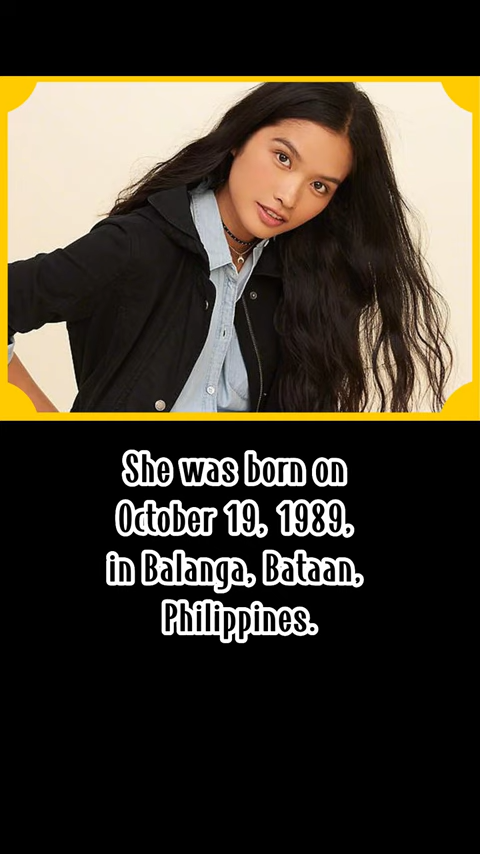 She was born on
October 19, 1989,
in Balanga, Bataan,
Philippines.